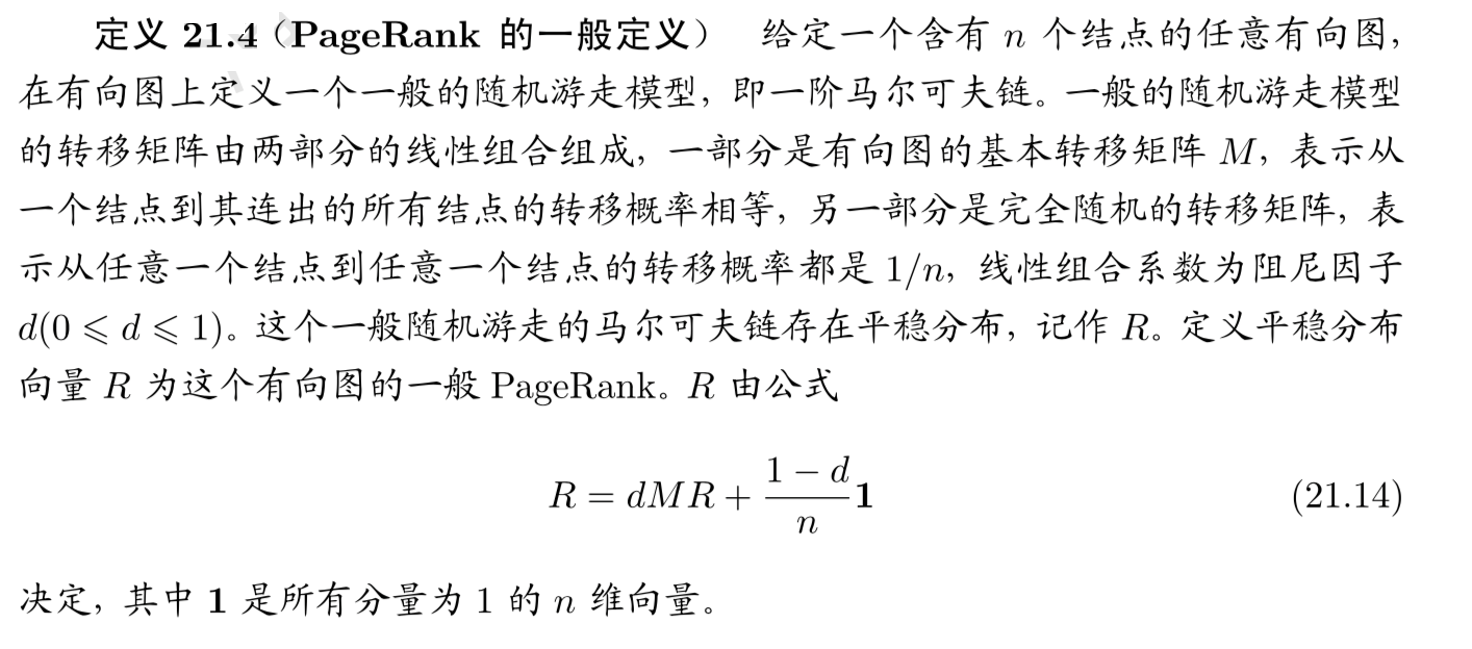 定义 21.4（PageRank 的一般定义） 给定一个含有 n 个结点的任意有向图，
在有向图上定义一个一般的随机游走模型，即一阶马尔可夫链。一般的随机游走模型
的转移矩阵由两部分的线性组合组成，一部分是有向图的基本转移矩阵 M，表示从
一个结点到其连出的所有结点的转移概率相等，另一部分是完全随机的转移矩阵，表
示从任意一个结点到任意一个结点的转移概率都是 1/n，线性组合系数为阻尼因子
d(0 ⩽ d ⩽ 1)。这个一般随机游走的马尔可夫链存在平稳分布，记作 R。定义平稳分布
向量 R 为这个有向图的一般 PageRank。R 由公式
R = dMR + \frac{1 − d}{n} 1 (21.14)
决定，其中 1 是所有分量为 1 的 n 维向量。